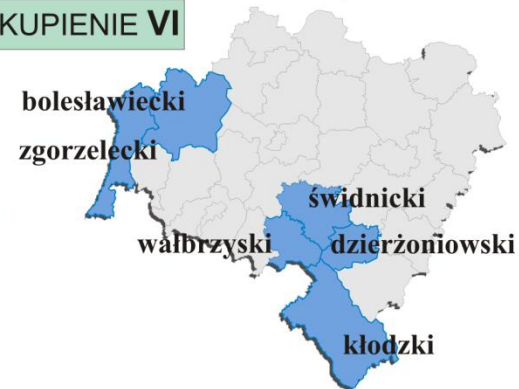 KUPIENIE VI
bolesławiecki
zgorzelecki
świdnicki
wałbrzyski
dzierżoniowski
kłodzki